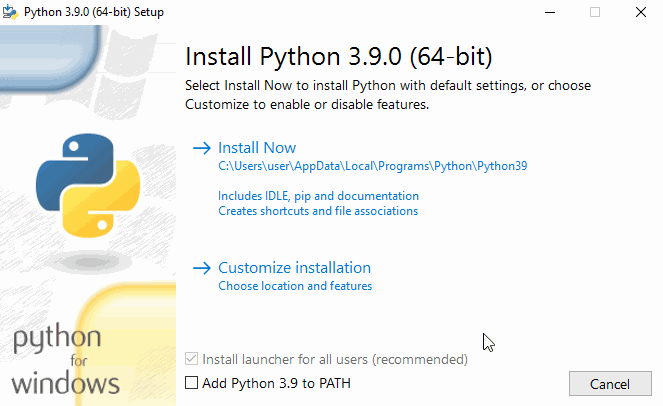 Python 3.9.0 (64-bit) Setup
Install Python 3.9.0 (64-bit)
Select Install Now to install Python with default settings, or choose
Customize to enable or disable features.
Install Now
C:\Users\user\AppData\Local\Programs\Python\Python39
Includes IDLE, pip and documentation
Creates shortcuts and file associations
Customize installation
Choose location and features
python
for
windows
Install launcher for all users (recommended)
Add Python 3.9 to PATH
Cancel